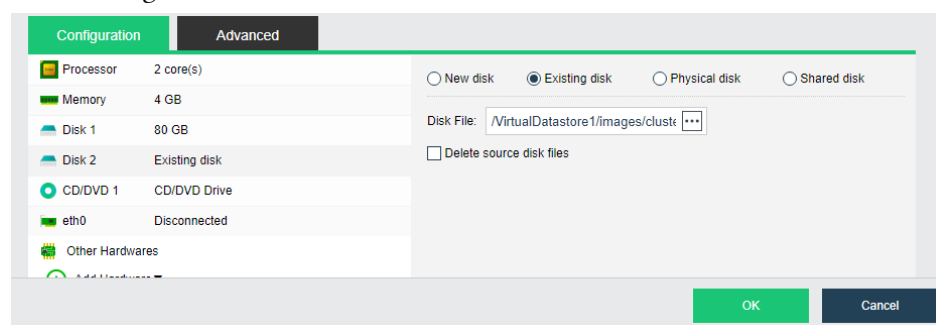 Configuration Advanced
Processor 2 core(s)
Memory 4 GB
Disk 1 80 GB
Disk 2 Existing disk
CD/DVD 1 CD/DVD Drive
eth0 Disconnected
Other Hardwares
New disk Existing disk Physical disk Shared disk
Disk File: /VirtualDatastore1/images/cluste
Delete source disk files
OK Cancel